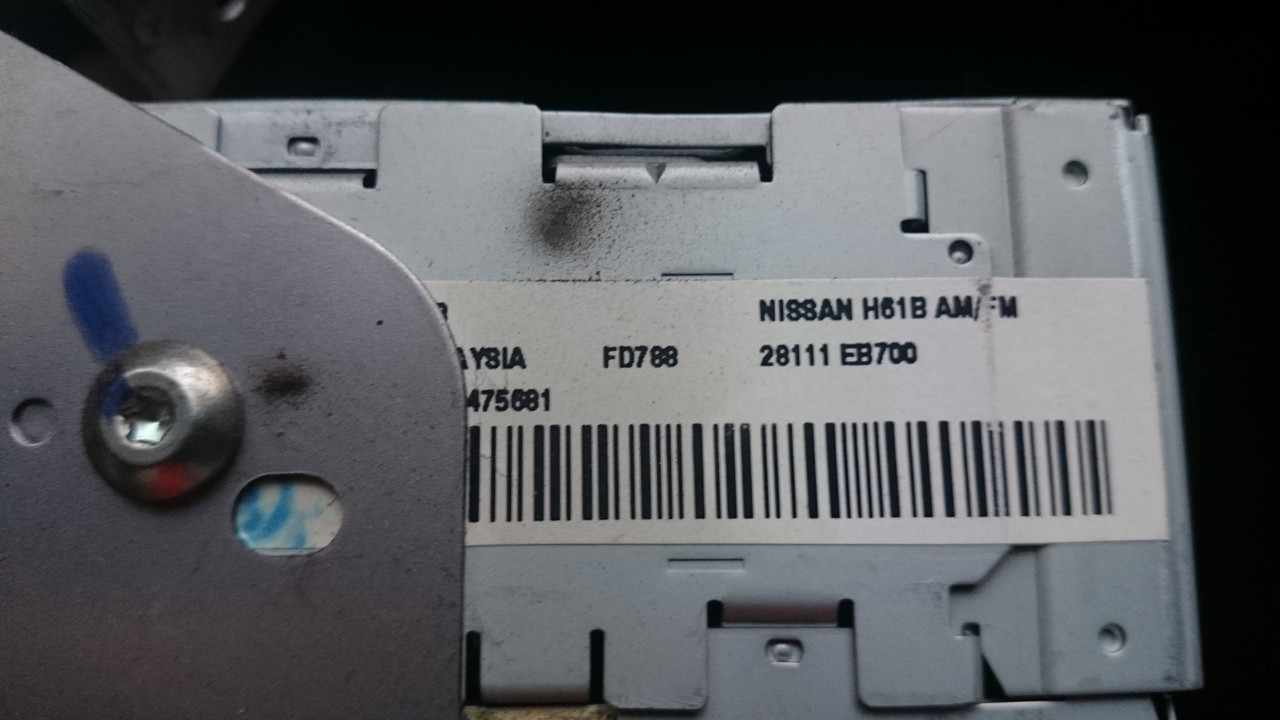 NISSAN H61B AM/FM
AYSIA FD788 28111 EB700
475681